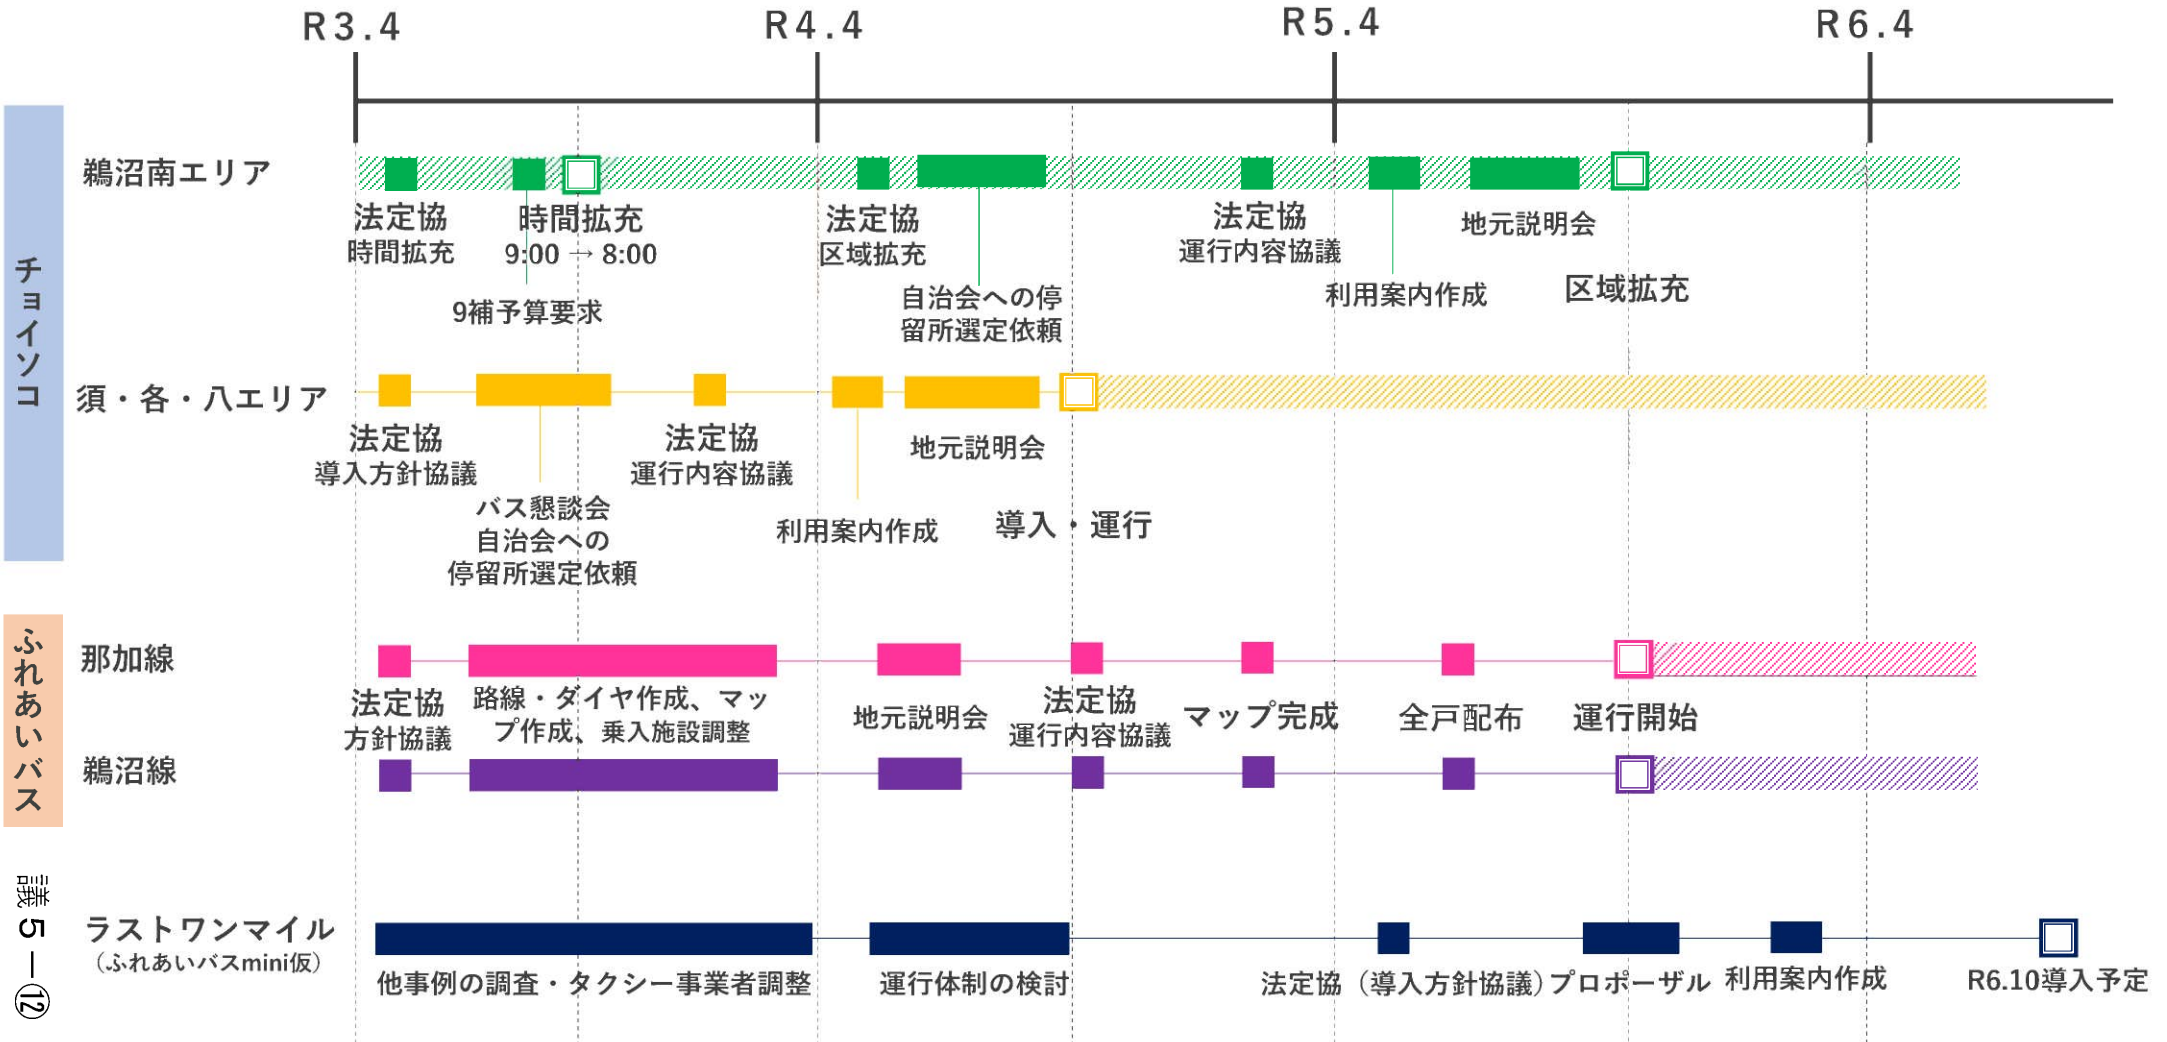 R3.4
R4.4
R5.4
R6.4
チョイソコ
鵜沼南エリア
法定協
時間拡充
時間拡充
9:00 → 8:00
9補予算要求
法定協
区域拡充
自治会への停
留所選定依頼
法定協
運行内容協議
利用案内作成
地元説明会
区域拡充
須・各・八エリア
法定協
導入方針協議
バス懇談会
自治会への
停留所選定依頼
法定協
運行内容協議
利用案内作成
地元説明会
導入・運行
ふれあいバス
那加線
法定協
方針協議
路線・ダイヤ作成、マッ
プ作成、乗入施設調整
地元説明会
法定協
運行内容協議
マップ完成
全戸配布
運行開始
鵜沼線
ラストワンマイル
（ふれあいバスmini仮）
他事例の調査・タクシー事業者調整
運行体制の検討
法定協（導入方針協議）
プロポーザル
利用案内作成
R6.10導入予定
議5－⑫